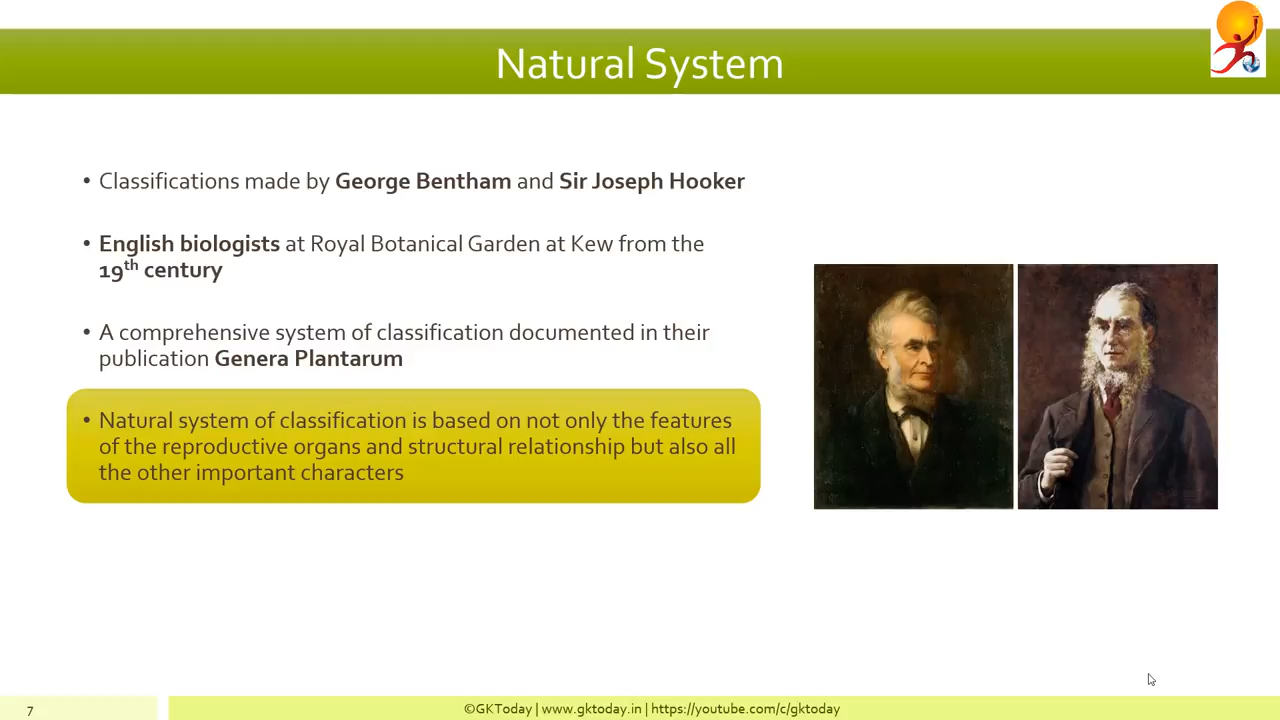 Natural System
• Classifications made by George Bentham and Sir Joseph Hooker
• English biologists at Royal Botanical Garden at Kew from the
19th century
• A comprehensive system of classification documented in their
publication Genera Plantarum
• Natural system of classification is based on not only the features
of the reproductive organs and structural relationship but also all
the other important characters
7
©GKToday | www.gktoday.in | https://youtube.com/c/gktoday